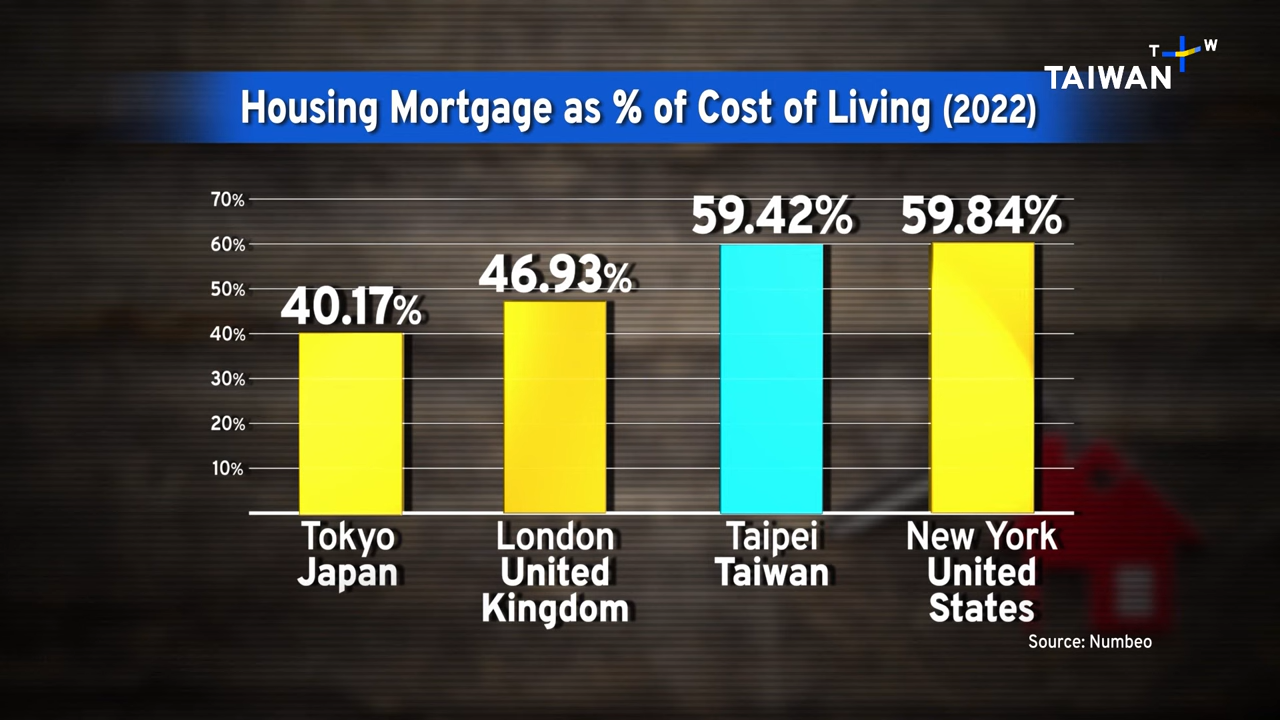 T W
TAIWAN
Housing Mortgage as % of Cost of Living (2022)
70%
60%
50%
40%
30%
20%
10%
40.17%
46.93%
59.42%
59.84%
Tokyo
Japan
London
United
Kingdom
Taipei
Taiwan
New York
United
States
Source: Numbeo